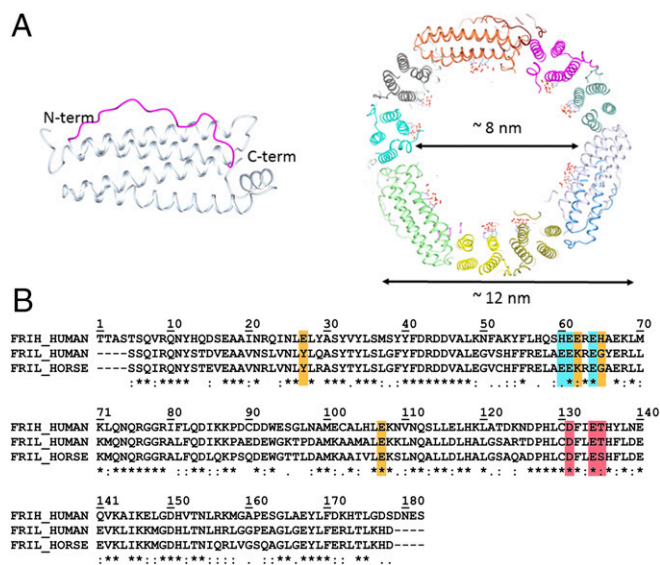 A
N-term
C-term
~ 8 nm
~ 12 nm
B
1 10 20 30 40 50 60 70
FRIH_HUMAN TTASTSQVRQNYHQDSEAAINRQINLELYASYVYLSMSYYFDRDDVALKNFAKYFLHQSHEEREHAEKLM
FRIL_HUMAN ----SSQIRQNYSTDVEAAVNSLVNLYLQASYTYLSLGFYFDRDDVALEGVSHFFRELAEEKREGYERLL
FRIL_HORSE ----SSQIRQNYSTEVEAAVNSLVNLYLQASYTYLSLGFYFDRDDVALEGVCHFFRELAEEKREGYERLL
71 80 90 100 110 120 130 140
FRIH_HUMAN KLQNQRGGRIFLQDIKKPDCDDWESGLNAMECALHLEKNVNQSLLELHKLATDKNDPHLCDFIETHYLNE
FRIL_HUMAN KMQNQRGGRALFQDIKKPAEDEWGKTPDAMKAAMALEKKLNQALLDLHALGSARTDPHLCDFLETHFLDE
FRIL_HORSE KMQNQRGGRALFQDLQKPSQDEWGTTLDAMKAAIVLEKSLNQALLDLHALGSAQADPHLCDFLESHFLDE
141 150 160 170 182
FRIH_HUMAN QVKAIKELGDHVTNLRKMGAPESGLAEYLFDKHTLGDSDNES
FRIL_HUMAN EVKLIKKMGDHLTNLHRLGGPEAGLGEYLFERLTLKHD----
FRIL_HORSE EVKLIKKMGDHLTNIQRLVGSQAGLGEYLFERLTLKHD----